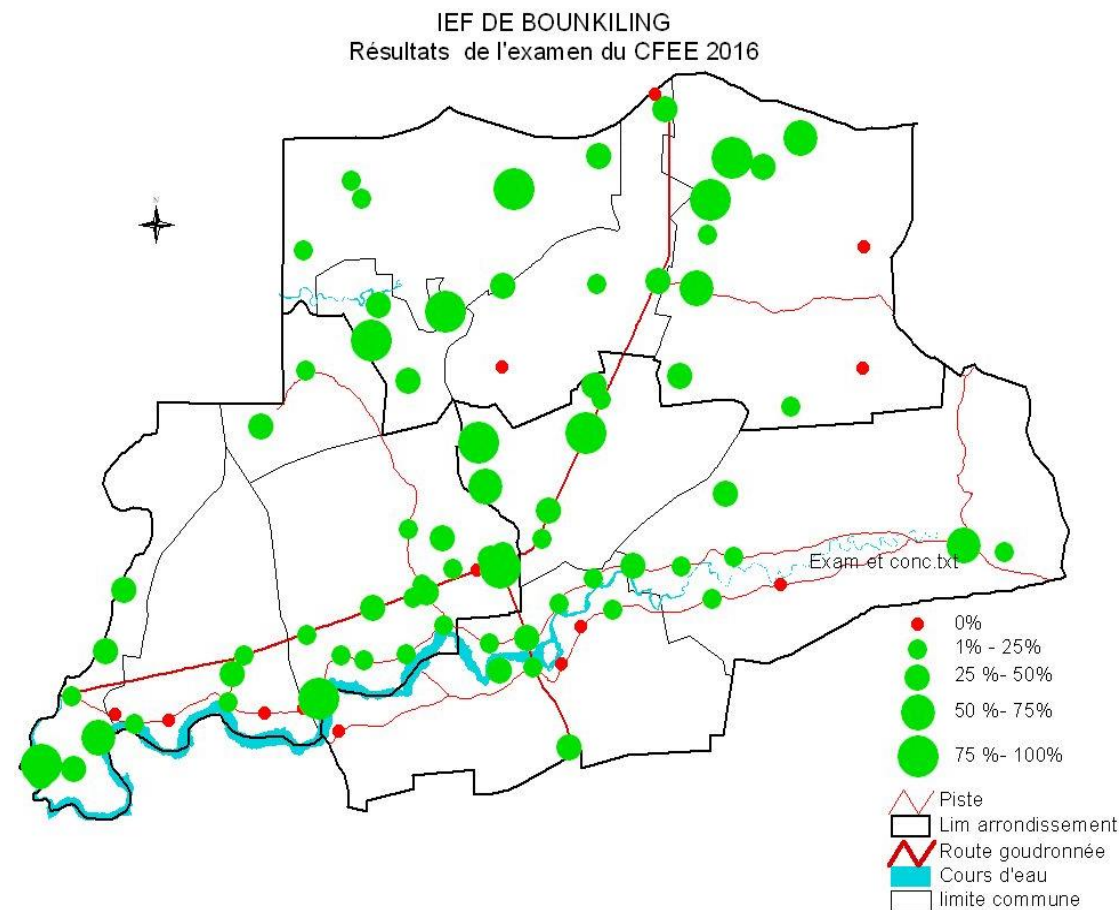 IEF DE BOUNKILING
Résultats de l'examen du CFEE 2016
N
Exam et conc.txt
0%
1% - 25%
25 %- 50%
50 %- 75%
75 %- 100%
Piste
Lim arrondissement
Route goudronnée
Cours d'eau
limite commune